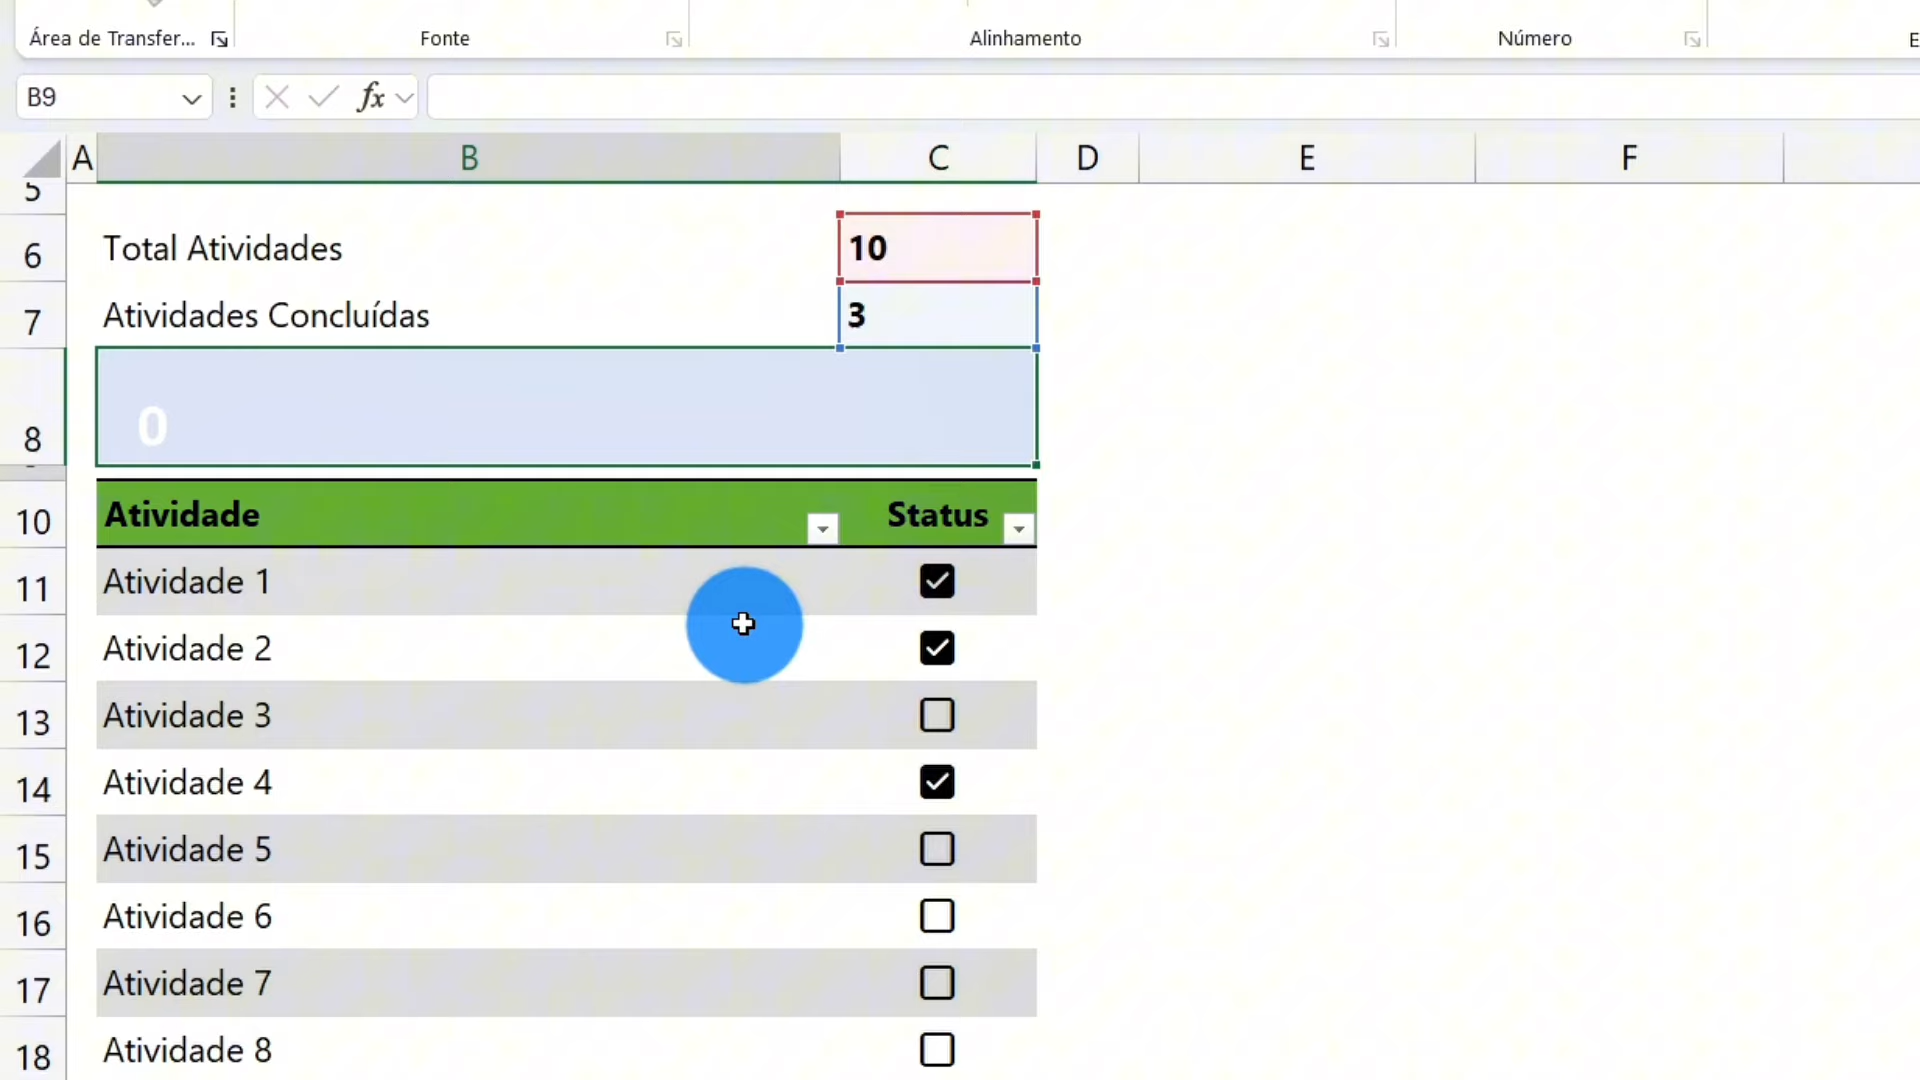 Área de Transfer...
Fonte
Alinhamento
Número
E
B9
fx
A
B
C
D
E
F
5
6 Total Atividades 10
7 Atividades Concluídas 3
8 0
10 Atividade Status
11 Atividade 1
12 Atividade 2
13 Atividade 3
14 Atividade 4
15 Atividade 5
16 Atividade 6
17 Atividade 7
18 Atividade 8